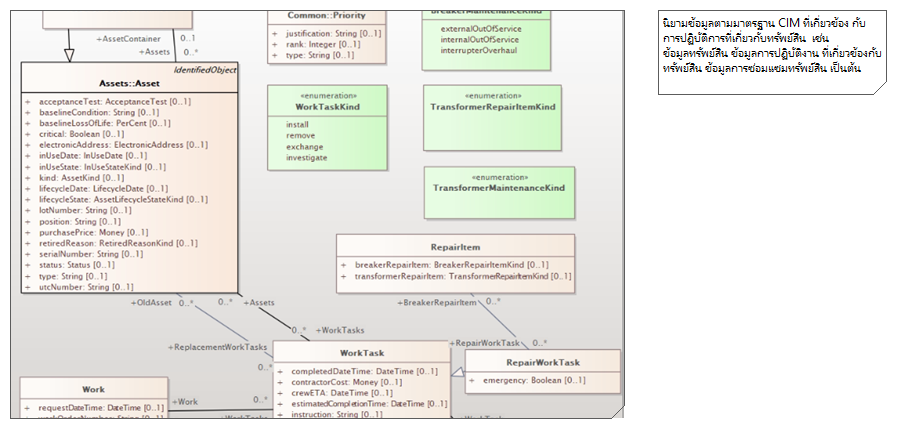 +AssetContainer
0..1
+Assets
0..*
IdentifiedObject
Assets::Asset
+ acceptanceTest: AcceptanceTest [0..1]
+ baselineCondition: String [0..1]
+ baselineLossOfLife: PerCent [0..1]
+ critical: Boolean [0..1]
+ electronicAddress: ElectronicAddress [0..1]
+ inUseDate: InUseDate [0..1]
+ inUseState: InUseStateKind [0..1]
+ kind: AssetKind [0..1]
+ lifecycleDate: LifecycleDate [0..1]
+ lifecycleState: AssetLifecycleStateKind [0..1]
+ lotNumber: String [0..1]
+ position: String [0..1]
+ purchasePrice: Money [0..1]
+ retiredReason: RetiredReasonKind [0..1]
+ serialNumber: String [0..1]
+ status: Status [0..1]
+ type: String [0..1]
+ utcNumber: String [0..1]
Common::Priority
+ justification: String [0..1]
+ rank: Integer [0..1]
+ type: String [0..1]
BreakerMaintenanceKind
externalOutOfService
internalOutOfService
interrupterOverhaul
«enumeration»
WorkTaskKind
install
remove
exchange
investigate
«enumeration»
TransformerRepairItemKind
«enumeration»
TransformerMaintenanceKind
RepairItem
+ breakerRepairItem: BreakerRepairItemKind [0..1]
+ transformerRepairItem: TransformerRepairItemKind [0..1]
+OldAsset
0..*
0..*
+Assets
+BreakerRepairItem
0..*
0..*
+WorkTasks
+ReplacementWorkTasks
0..*
+RepairWorkTask
0..*
WorkTask
+ completedDateTime: DateTime [0..1]
+ contractorCost: Money [0..1]
+ crewETA: DateTime [0..1]
+ estimatedCompletionTime: DateTime [0..1]
+ instruction: String [0..1]
RepairWorkTask
+ emergency: Boolean [0..1]
Work
+ requestDateTime: DateTime [0..1]
+ workOrderNumber: String [0..1]
+Work
+WorkTasks
นิยามข้อมูลตามมาตรฐาน CIM ที่เกี่ยวข้อง กับ
การปฏิบัติการที่เกี่ยวกับทรัพย์สิน เช่น
ข้อมูลทรัพย์สิน ข้อมูลการปฏิบัติงาน ที่เกี่ยวข้องกับ
ทรัพย์สิน ข้อมูลการซ่อมแซมทรัพย์สิน เป็นต้น